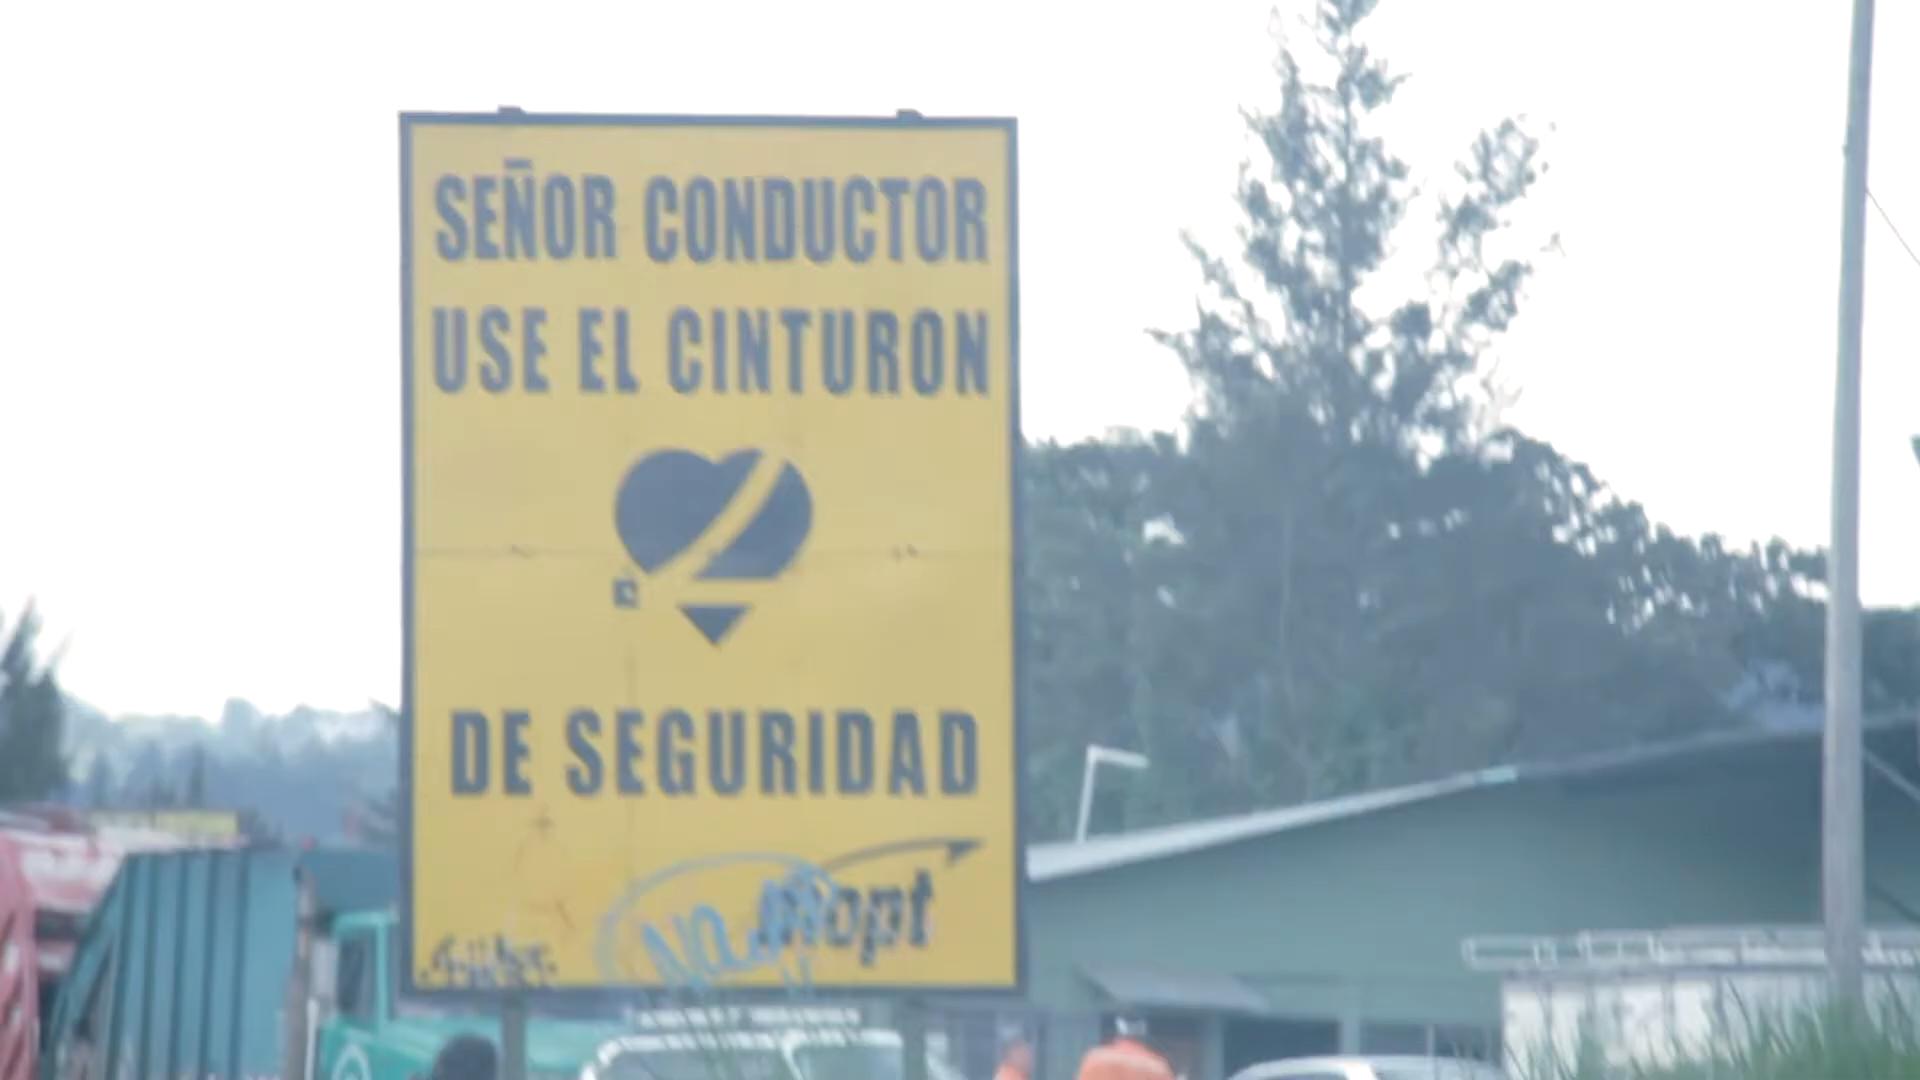 SEÑOR CONDUCTOR
USE EL CINTURON
DE SEGURIDAD
mopt